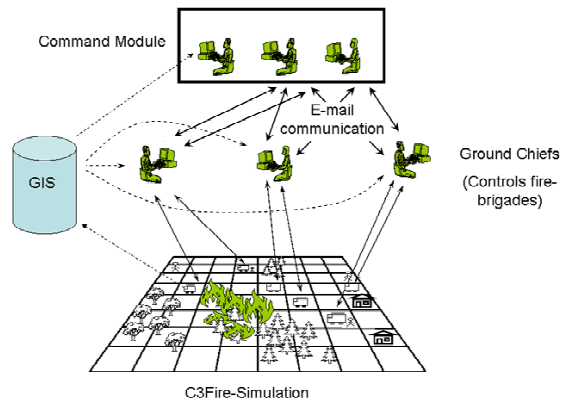 Command Module
E-mail
communication
GIS
Ground Chiefs
(Controls fire-
brigades)
C3Fire-Simulation